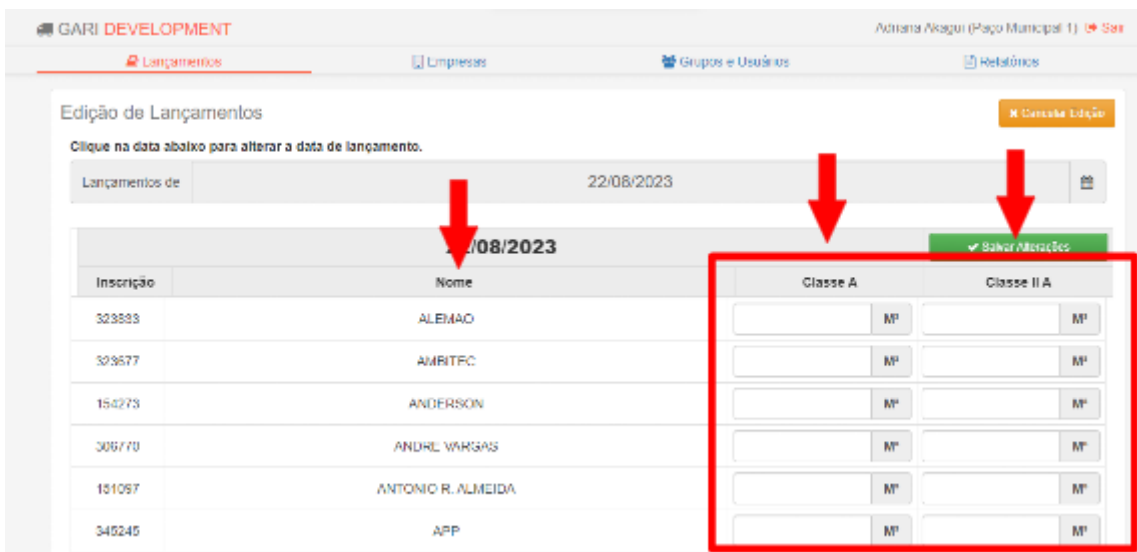 GARI DEVELOPMENT
Adriana Akagui (Paço Municipal 1) Sair
Lançamentos Empresas Grupos e Usuários Relatórios
Edição de Lançamentos
Cancelar Edição
Clique na data abaixo para alterar a data de lançamento.
Lançamentos de 22/08/2023
/08/2023
Salvar Alterações
Inscrição Nome Classe A Classe II A
ALEMAO M³ M³
323677 AMBITEC M³ M³
154273 ANDERSON M³ M³
306770 ANDRE VARGAS M³ M³
181097 ANTONIO R. ALMEIDA M³ M³
345245 APP M³ M³